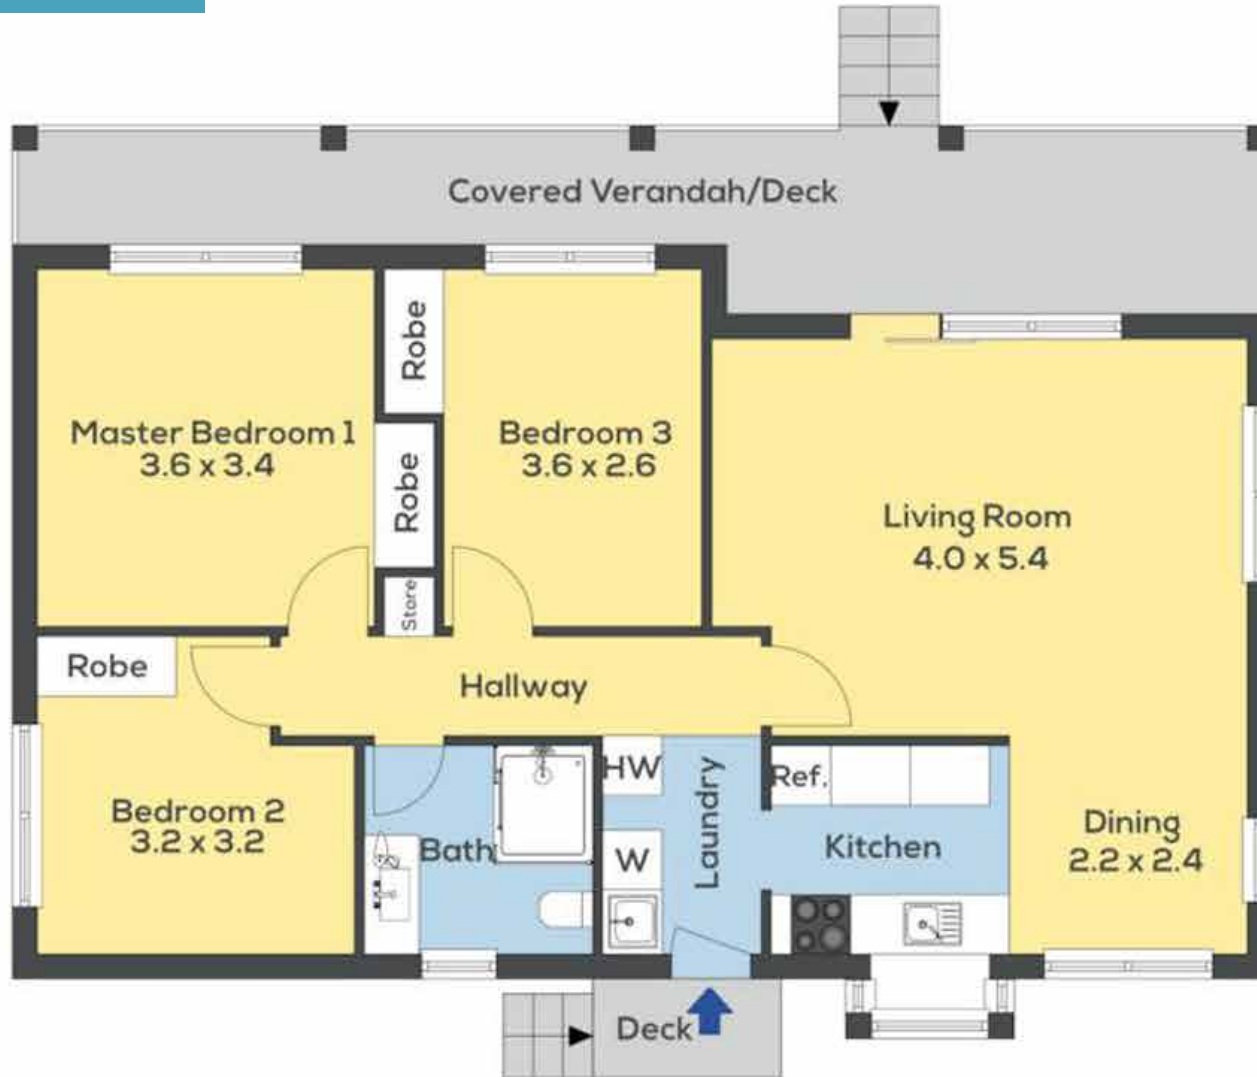 Covered Verandah/Deck
Master Bedroom 1
3.6 x 3.4
Robe
Robe
Store
Bedroom 3
3.6 x 2.6
Living Room
4.0 x 5.4
Robe
Hallway
Bedroom 2
3.2 x 3.2
Bath
HW
W
Laundry
Ref.
Kitchen
Dining
2.2 x 2.4
Deck